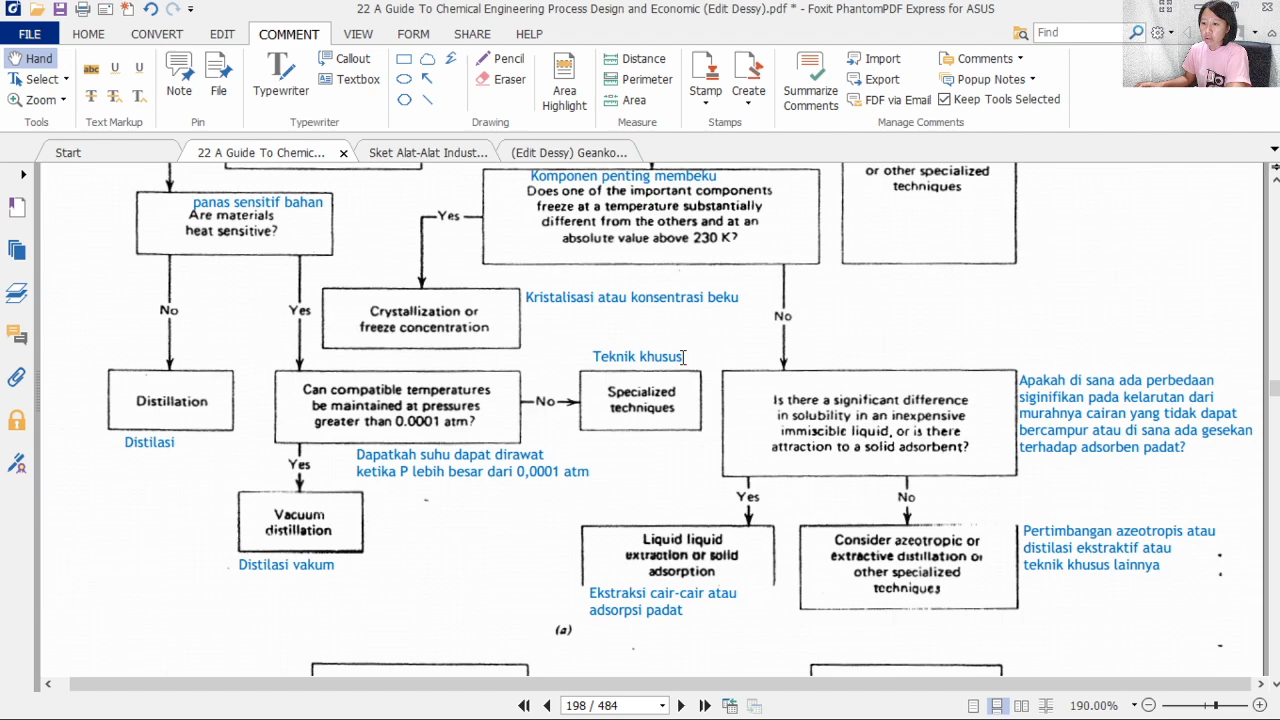 22 A Guide To Chemical Engineering Process Design and Economic (Edit Dessy).pdf * - Foxit PhantomPDF Express for ASUS
FILE HOME CONVERT EDIT COMMENT VIEW FORM SHARE HELP
Find
Hand
Select
Zoom
Tools
abc U U
T T T
Text Markup
Note
File
Pin
Typewriter
Callout
Textbox
Typewriter
Pencil
Eraser
Area
Highlight
Drawing
Distance
Perimeter
Area
Measure
Stamp
Create
Stamps
Summarize
Comments
Import
Export
FDF via Email
Comments
Popup Notes
Keep Tools Selected
Manage Comments
Start
22 A Guide To Chemic...
Sket Alat-Alat Indust...
(Edit Dessy) Geanko...
or other specialized
techniques
panas sensitif bahan
Are materials
heat sensitive?
Komponen penting membeku
Does one of the important components
freeze at a temperature substantially
different from the others and at an
absolute value above 230 K?
Yes
No
Yes
Crystallization or
freeze concentration
Kristalisasi atau konsentrasi beku
No
Distillation
Distilasi
Can compatible temperatures
be maintained at pressures
greater than 0.0001 atm?
Dapatkah suhu dapat dirawat
ketika P lebih besar dari 0,0001 atm
No
Teknik khusus
Specialized
techniques
Is there a significant difference
in solubility in an inexpensive
immiscible liquid, or is there
attraction to a solid adsorbent?
Apakah di sana ada perbedaan
siginifikan pada kelarutan dari
murahnya cairan yang tidak dapat
bercampur atau di sana ada gesekan
terhadap adsorben padat?
Yes
Vacuum
distillation
Distilasi vakum
Yes
No
Liquid liquid
extraction or solid
adsorption
Ekstraksi cair-cair atau
adsorpsi padat
Consider azeotropic or
extractive distillation or
other specialized
techniques
Pertimbangan azeotropis atau
distilasi ekstraktif atau
teknik khusus lainnya
(a)
198 / 484
190.00%